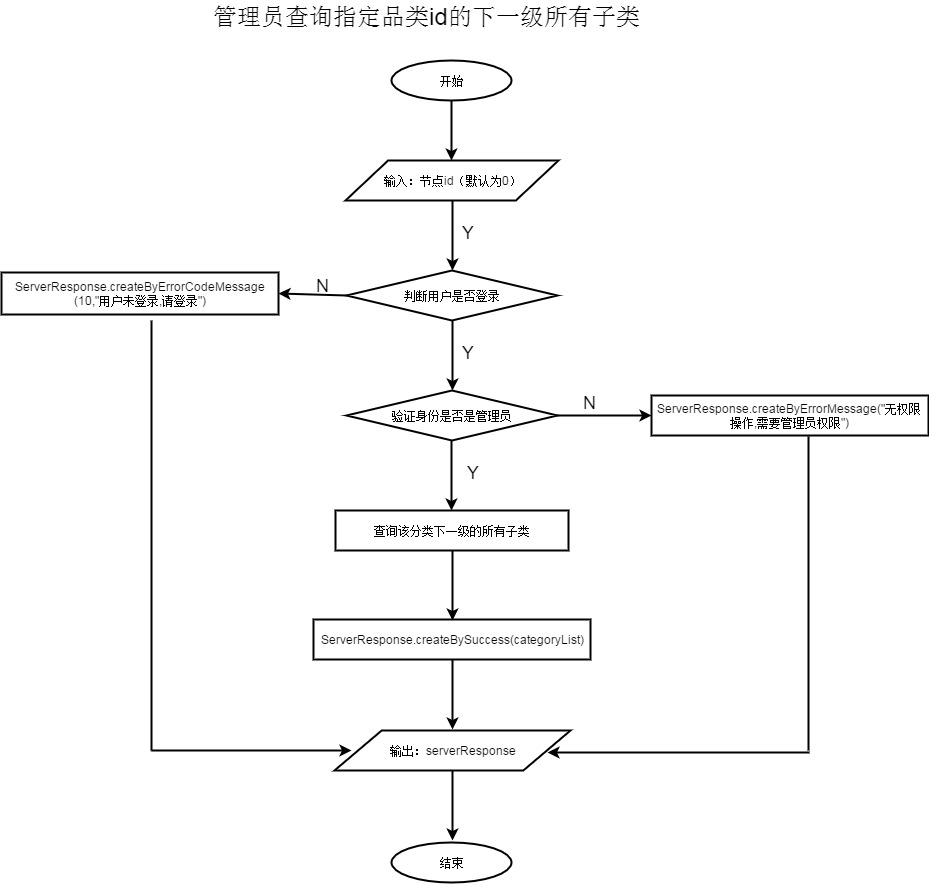 管理员查询指定品类id的下一级所有子类
开始
输入：节点id（默认为0）
Y
ServerResponse.createByErrorCodeMessage
(10,"用户未登录,请登录")
N
判断用户是否登录
Y
验证身份是否是管理员
N
ServerResponse.createByErrorMessage("无权限
操作,需要管理员权限")
Y
查询该分类下一级的所有子类
ServerResponse.createBySuccess(categoryList)
输出：serverResponse
结束